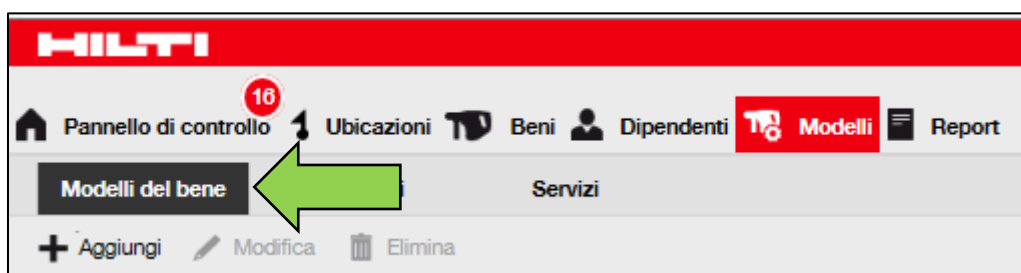 HILTI
16
Pannello di controllo Ubicazioni Beni Dipendenti Modelli Report
Modelli del bene Servizi
Aggiungi Modifica Elimina